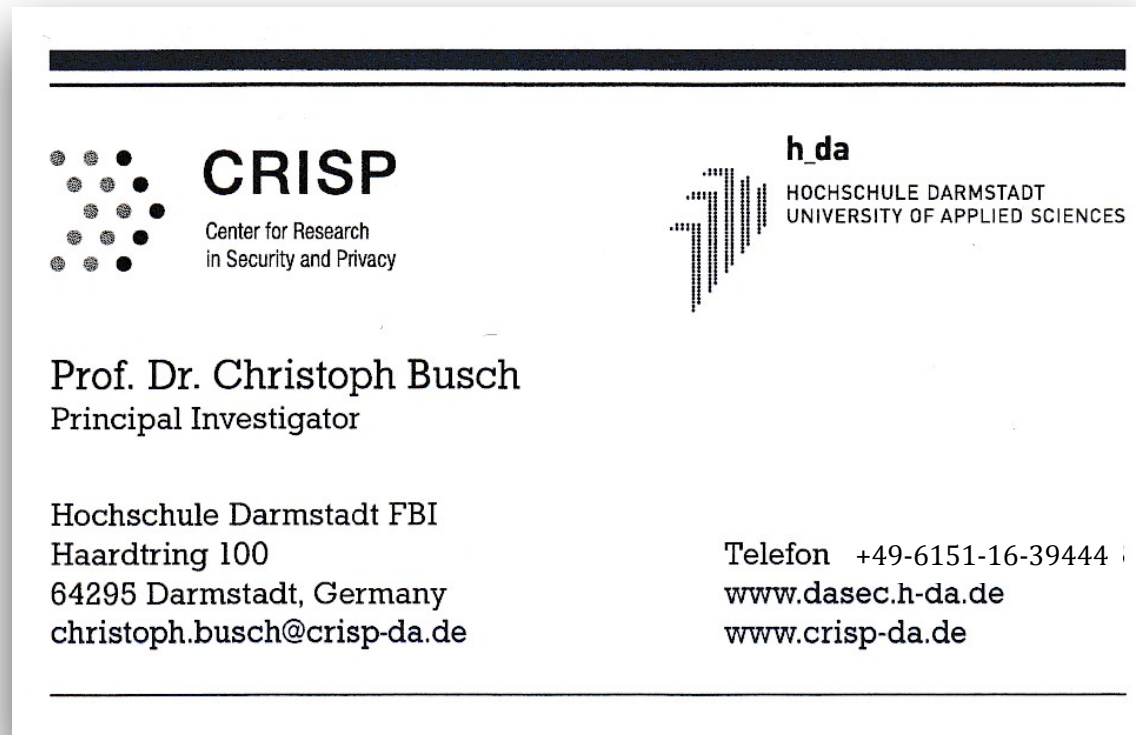 CRISP
Center for Research
in Security and Privacy
h_da
HOCHSCHULE DARMSTADT
UNIVERSITY OF APPLIED SCIENCES
Prof. Dr. Christoph Busch
Principal Investigator
Hochschule Darmstadt FBI
Haardtring 100
64295 Darmstadt, Germany
christoph.busch@crisp-da.de
Telefon +49-6151-16-39444
www.dasec.h-da.de
www.crisp-da.de